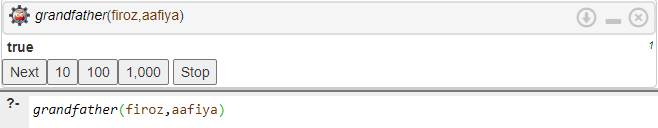 grandfather(firoz,aafiya)
true
1
Next 10 100 1,000 Stop
?- grandfather(firoz,aafiya)